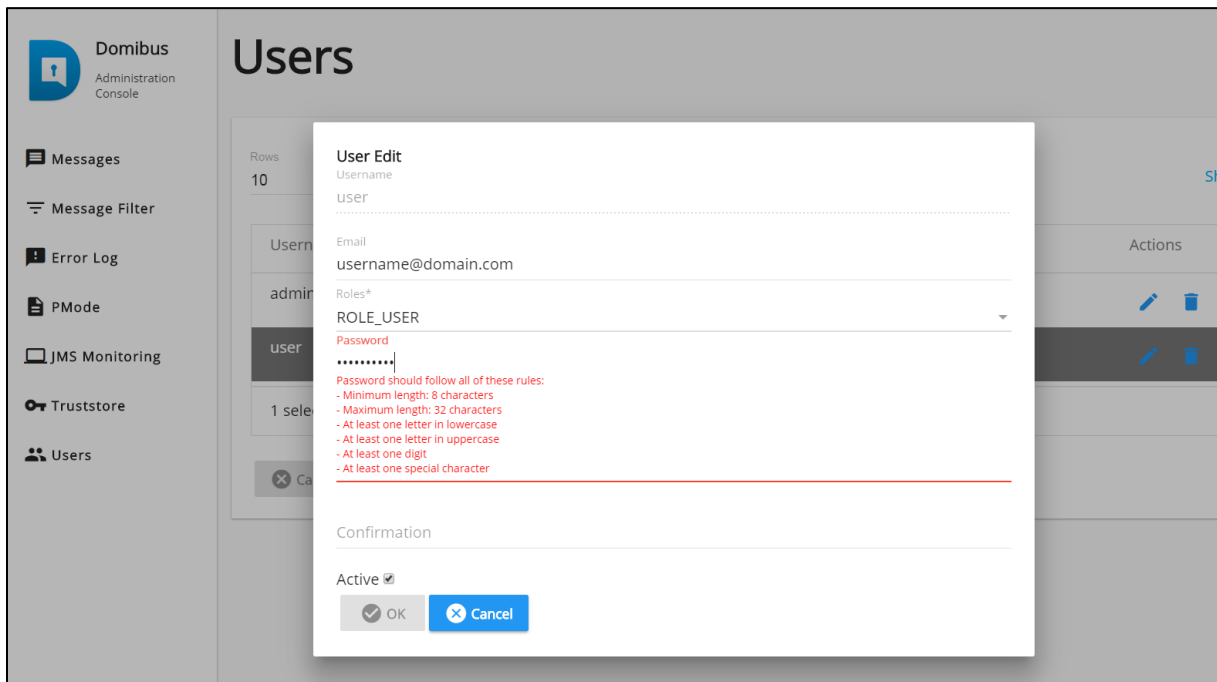 Domibus
Administration
Console
Messages
Message Filter
Error Log
PMode
JMS Monitoring
Truststore
Users
Users
Rows
10
Usern
Actions
admin
user
1 sele
Ca
Sh
User Edit
Username
user
Email
username@domain.com
Roles*
ROLE_USER
Password
••••••••••
Password should follow all of these rules:
- Minimum length: 8 characters
- Maximum length: 32 characters
- At least one letter in lowercase
- At least one letter in uppercase
- At least one digit
- At least one special character
Confirmation
Active
OK
Cancel